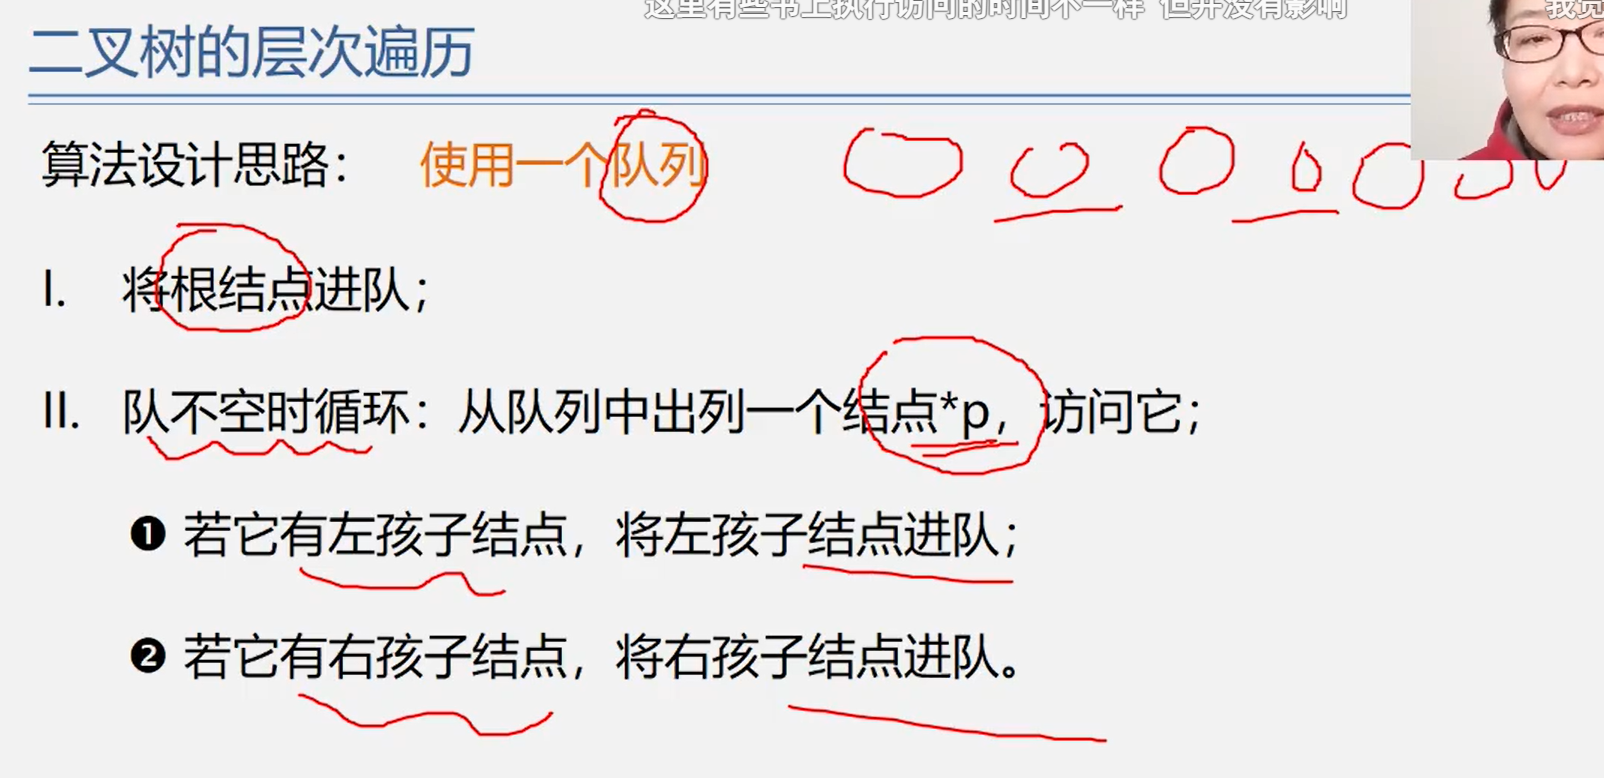 这里有些书上执行访问的时间不一样 但并没有影响
我觉
二叉树的层次遍历
算法设计思路： 使用一个队列
I. 将根结点进队；
II. 队不空时循环：从队列中出列一个结点*p，访问它；
❶ 若它有左孩子结点，将左孩子结点进队；
❷ 若它有右孩子结点，将右孩子结点进队。